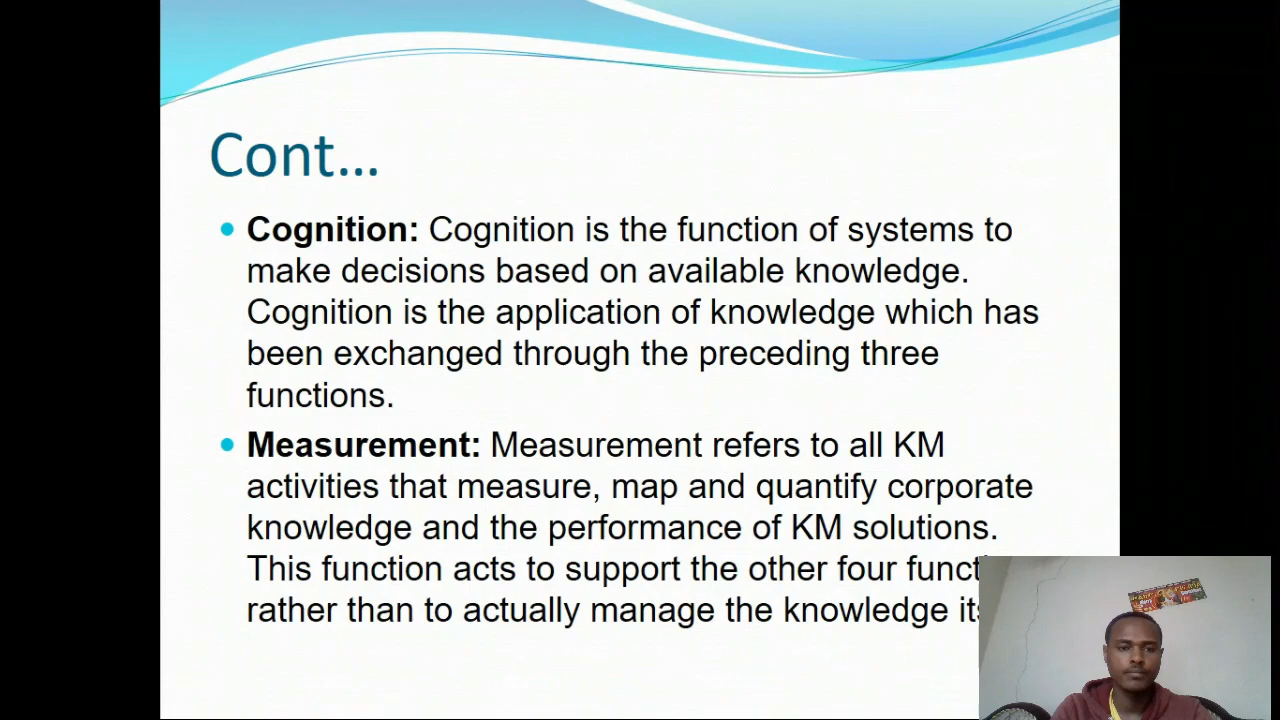 Cont...
Cognition: Cognition is the function of systems to
make decisions based on available knowledge.
Cognition is the application of knowledge which has
been exchanged through the preceding three
functions.
Measurement: Measurement refers to all KM
activities that measure, map and quantify corporate
knowledge and the performance of KM solutions.
This function acts to support the other four
rather than to actually manage the knowledge